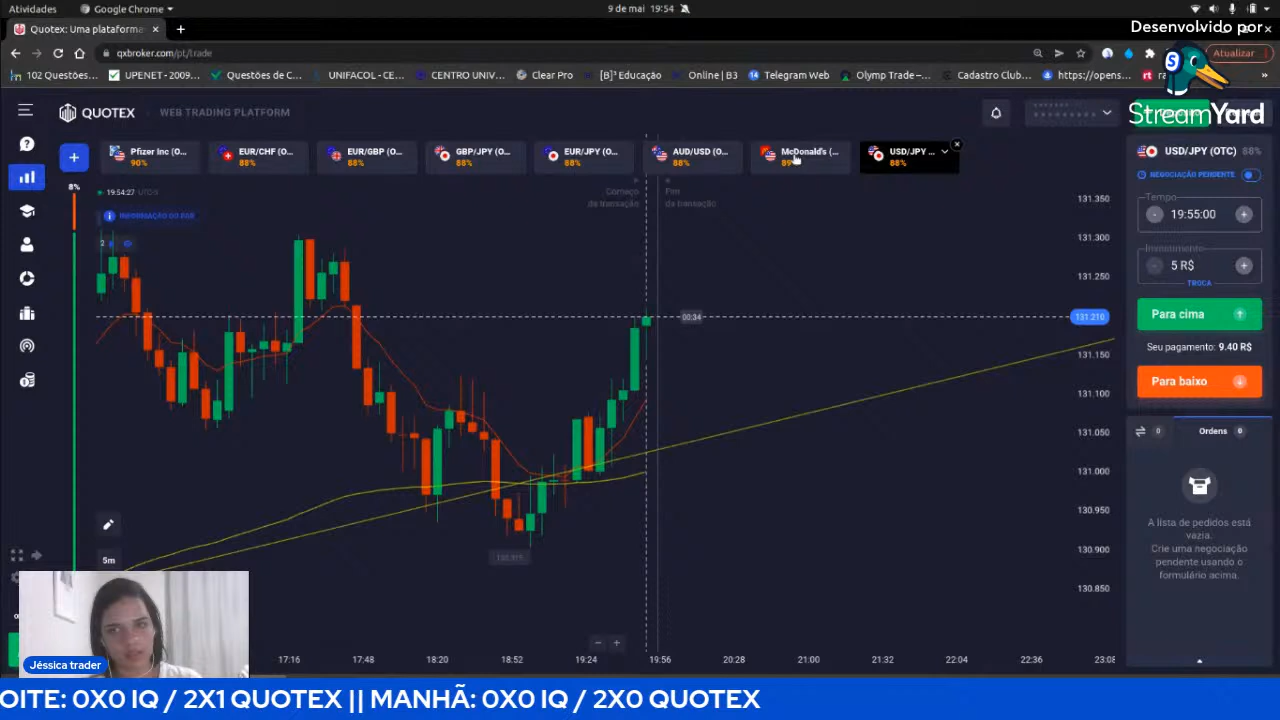 Atividades
Google Chrome
9 de mai 19:54
Quotex: Uma plataforma
Desenvolvido por
qxbroker.com/pt/trade
Atualizar
102 Questões...
UPENET - 2009...
Questões de C...
UNIFACOL - CE...
CENTRO UNIV...
Clear Pro
[B]³ Educação
Online | B3
Telegram Web
Olymp Trade –...
Cadastro Club...
https://opens...
StreamYard
QUOTEX
WEB TRADING PLATFORM
Pfizer Inc (O...
90%
EUR/CHF (O...
88%
EUR/GBP (O...
88%
GBP/JPY (O...
88%
EUR/JPY (O...
88%
AUD/USD (O...
88%
McDonald's (...
USD/JPY ...
88%
USD/JPY (OTC) 88%
NEGOCIAÇÃO PENDENTE
8%
19:54:27
INFORMAÇÃO DO PAR
2
Começo
da transação
Fim
da transação
Tempo
19:55:00
Investimento
5 R$
TROCA
Para cima
Seu pagamento: 9.40 R$
Para baixo
0
Ordens 0
A lista de pedidos está
vazia.
Crie uma negociação
pendente usando o
formulário acima.
131.350
131.300
131.250
131.210
131.150
131.100
131.050
131.000
130.950
130.900
130.850
00:34
5m
17:16
17:48
18:20
18:52
19:24
19:56
20:28
21:00
21:32
22:04
22:36
23:08
Jéssica trader
OITE: 0X0 IQ / 2X1 QUOTEX || MANHÃ: 0X0 IQ / 2X0 QUOTEX